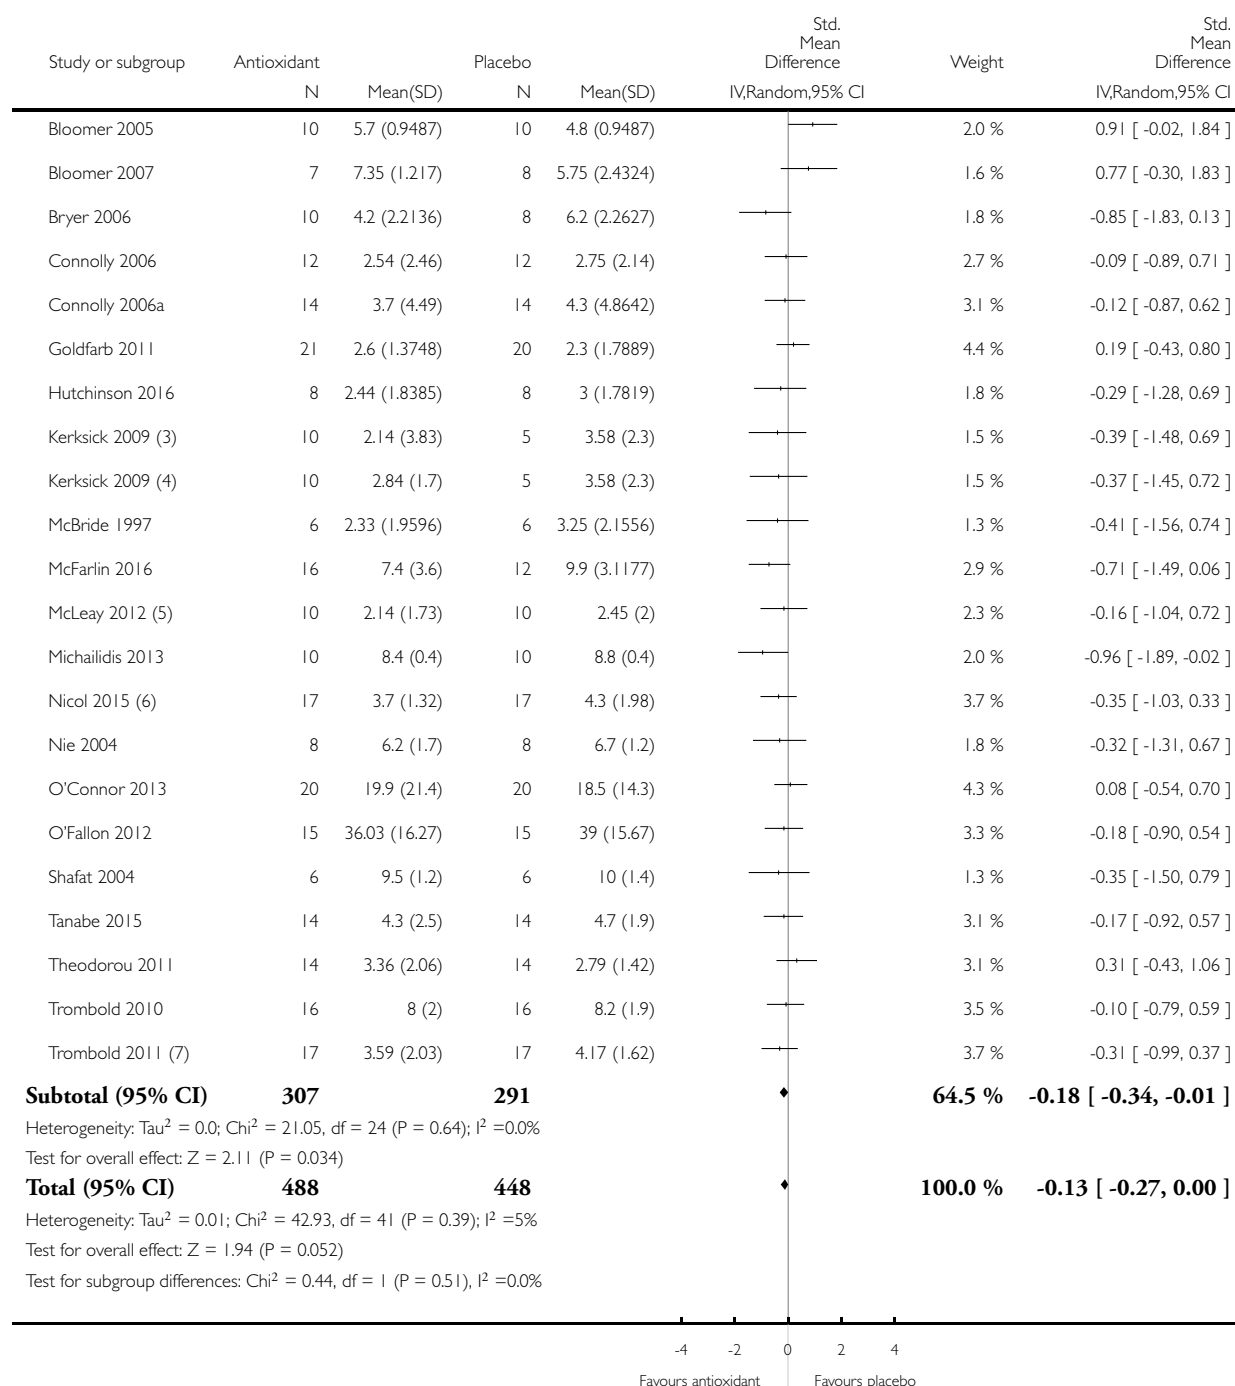 Std. Mean Difference Std. Mean Difference
Study or subgroup Antioxidant Placebo Weight
N Mean(SD) N Mean(SD) IV,Random,95% CI IV,Random,95% CI
Bloomer 2005 10 5.7 (0.9487) 10 4.8 (0.9487) 2.0 % 0.91 [ -0.02, 1.84 ]
Bloomer 2007 7 7.35 (1.217) 8 5.75 (2.4324) 1.6 % 0.77 [ -0.30, 1.83 ]
Bryer 2006 10 4.2 (2.2136) 8 6.2 (2.2627) 1.8 % -0.85 [ -1.83, 0.13 ]
Connolly 2006 12 2.54 (2.46) 12 2.75 (2.14) 2.7 % -0.09 [ -0.89, 0.71 ]
Connolly 2006a 14 3.7 (4.49) 14 4.3 (4.8642) 3.1 % -0.12 [ -0.87, 0.62 ]
Goldfarb 2011 21 2.6 (1.3748) 20 2.3 (1.7889) 4.4 % 0.19 [ -0.43, 0.80 ]
Hutchinson 2016 8 2.44 (1.8385) 8 3 (1.7819) 1.8 % -0.29 [ -1.28, 0.69 ]
Kerksick 2009 (3) 10 2.14 (3.83) 5 3.58 (2.3) 1.5 % -0.39 [ -1.48, 0.69 ]
Kerksick 2009 (4) 10 2.84 (1.7) 5 3.58 (2.3) 1.5 % -0.37 [ -1.45, 0.72 ]
McBride 1997 6 2.33 (1.9596) 6 3.25 (2.1556) 1.3 % -0.41 [ -1.56, 0.74 ]
McFarlin 2016 16 7.4 (3.6) 12 9.9 (3.1177) 2.9 % -0.71 [ -1.49, 0.06 ]
McLeay 2012 (5) 10 2.14 (1.73) 10 2.45 (2) 2.3 % -0.16 [ -1.04, 0.72 ]
Michailidis 2013 10 8.4 (0.4) 10 8.8 (0.4) 2.0 % -0.96 [ -1.89, -0.02 ]
Nicol 2015 (6) 17 3.7 (1.32) 17 4.3 (1.98) 3.7 % -0.35 [ -1.03, 0.33 ]
Nie 2004 8 6.2 (1.7) 8 6.7 (1.2) 1.8 % -0.32 [ -1.31, 0.67 ]
O'Connor 2013 20 19.9 (21.4) 20 18.5 (14.3) 4.3 % 0.08 [ -0.54, 0.70 ]
O'Fallon 2012 15 36.03 (16.27) 15 39 (15.67) 3.3 % -0.18 [ -0.90, 0.54 ]
Shafat 2004 6 9.5 (1.2) 6 10 (1.4) 1.3 % -0.35 [ -1.50, 0.79 ]
Tanabe 2015 14 4.3 (2.5) 14 4.7 (1.9) 3.1 % -0.17 [ -0.92, 0.57 ]
Theodorou 2011 14 3.36 (2.06) 14 2.79 (1.42) 3.1 % 0.31 [ -0.43, 1.06 ]
Trombold 2010 16 8 (2) 16 8.2 (1.9) 3.5 % -0.10 [ -0.79, 0.59 ]
Trombold 2011 (7) 17 3.59 (2.03) 17 4.17 (1.62) 3.7 % -0.31 [ -0.99, 0.37 ]
Subtotal (95% CI) 307 291 64.5 % -0.18 [ -0.34, -0.01 ]
Heterogeneity: Tau² = 0.0; Chi² = 21.05, df = 24 (P = 0.64); I² =0.0%
Test for overall effect: Z = 2.11 (P = 0.034)
Total (95% CI) 488 448 100.0 % -0.13 [ -0.27, 0.00 ]
Heterogeneity: Tau² = 0.01; Chi² = 42.93, df = 41 (P = 0.39); I² =5%
Test for overall effect: Z = 1.94 (P = 0.052)
Test for subgroup differences: Chi² = 0.44, df = 1 (P = 0.51), I² =0.0%
-4 -2 0 2 4
Favours antioxidant Favours placebo